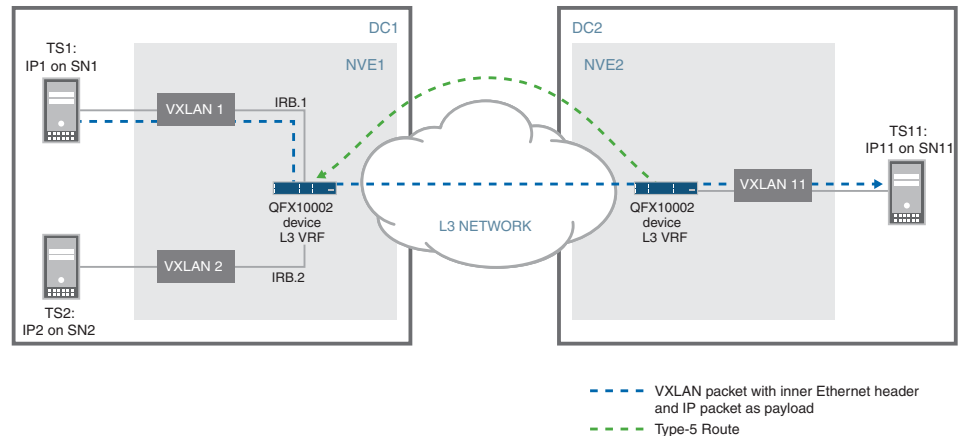 DC1
DC2
TS1:
IP1 on SN1
NVE1
NVE2
VXLAN 1
IRB.1
TS11:
IP11 on SN11
VXLAN 11
QFX10002
device
L3 VRF
L3 NETWORK
QFX10002
device
L3 VRF
VXLAN 2
IRB.2
TS2:
IP2 on SN2
VXLAN packet with inner Ethernet header
and IP packet as payload
Type-5 Route